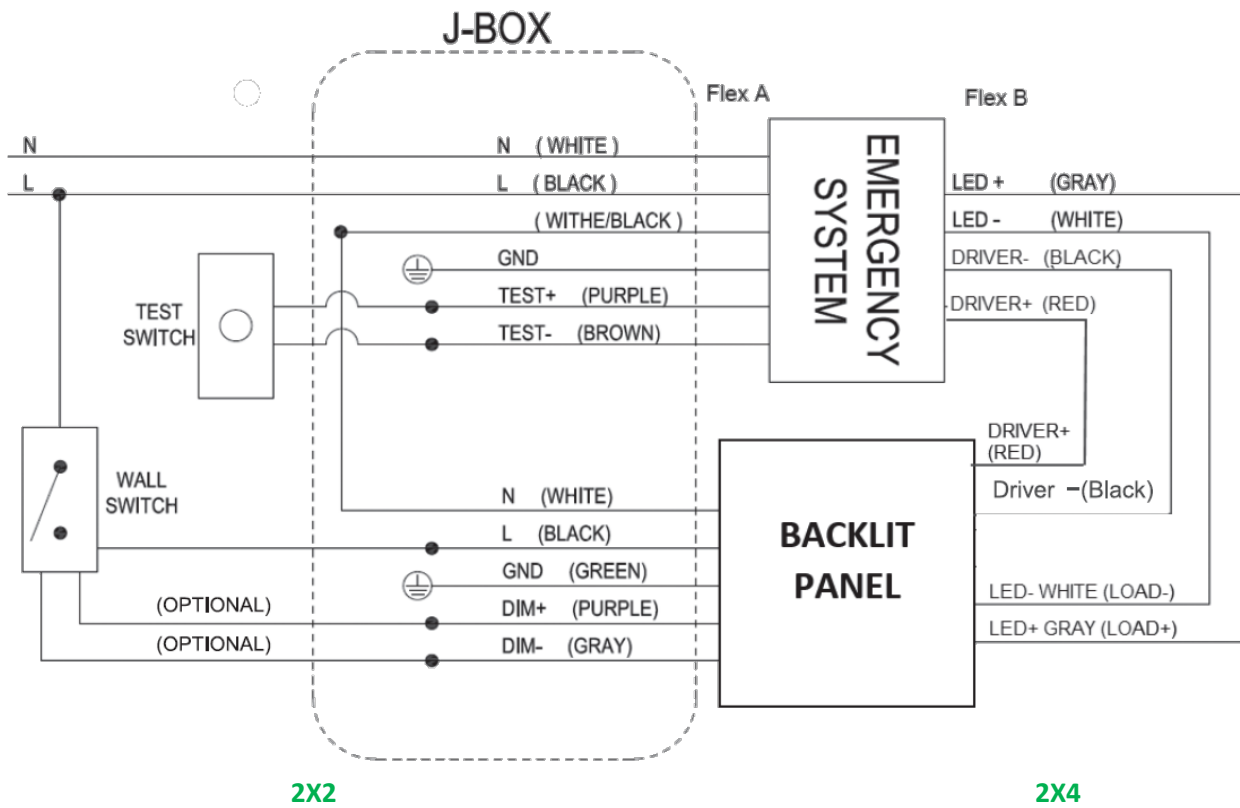 J-BOX
Flex A
Flex B
N
N ( WHITE )
L
L ( BLACK )
( WITHE/BLACK )
GND
TEST+ (PURPLE)
TEST- (BROWN)
EMERGENCY
SYSTEM
LED + (GRAY)
LED - (WHITE)
DRIVER- (BLACK)
DRIVER+ (RED)
TEST
SWITCH
WALL
SWITCH
N (WHITE)
L (BLACK)
GND (GREEN)
(OPTIONAL)
DIM+ (PURPLE)
(OPTIONAL)
DIM- (GRAY)
BACKLIT
PANEL
DRIVER+
(RED)
Driver -(Black)
LED- WHITE (LOAD-)
LED+ GRAY (LOAD+)
2X2
2X4